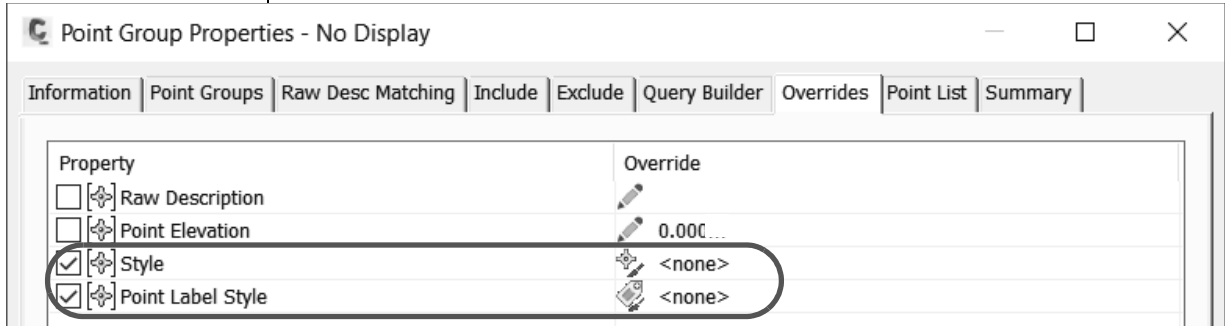 Point Group Properties - No Display
Information Point Groups Raw Desc Matching Include Exclude Query Builder Overrides Point List Summary
Property Override
Raw Description
Point Elevation 0.000...
Style <none>
Point Label Style <none>